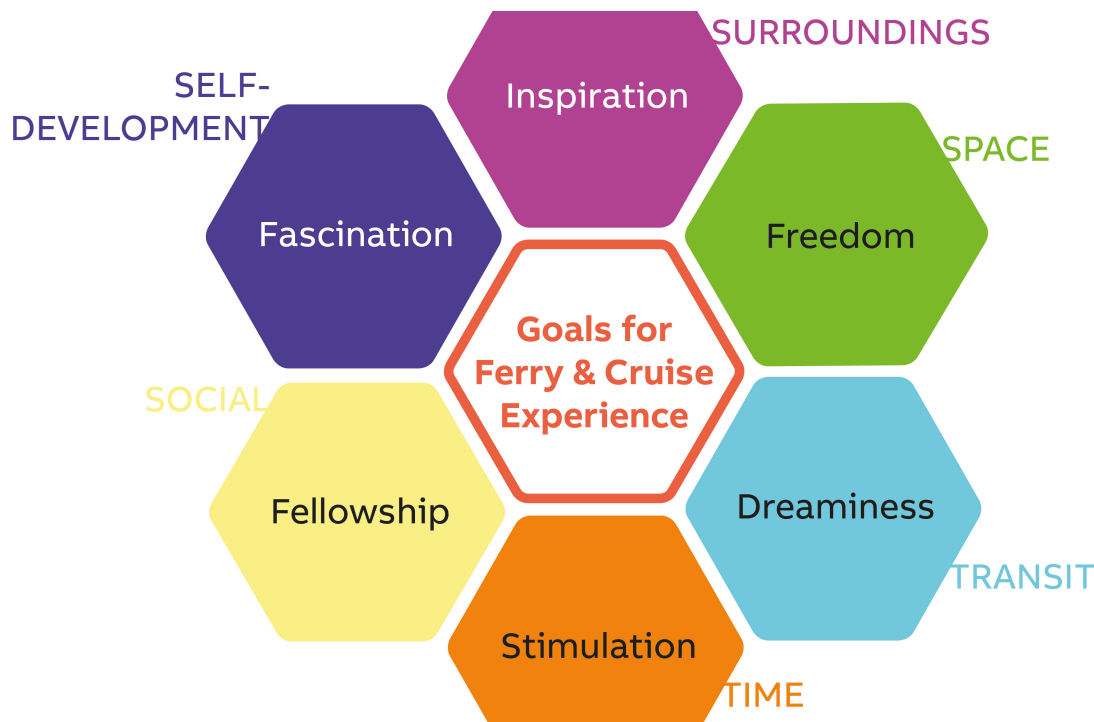 SURROUNDINGS
Inspiration
SELF-
DEVELOPMENT
SPACE
Fascination
Freedom
Goals for
Ferry & Cruise
Experience
SOCIAL
Fellowship
Dreaminess
TRANSIT
Stimulation
TIME